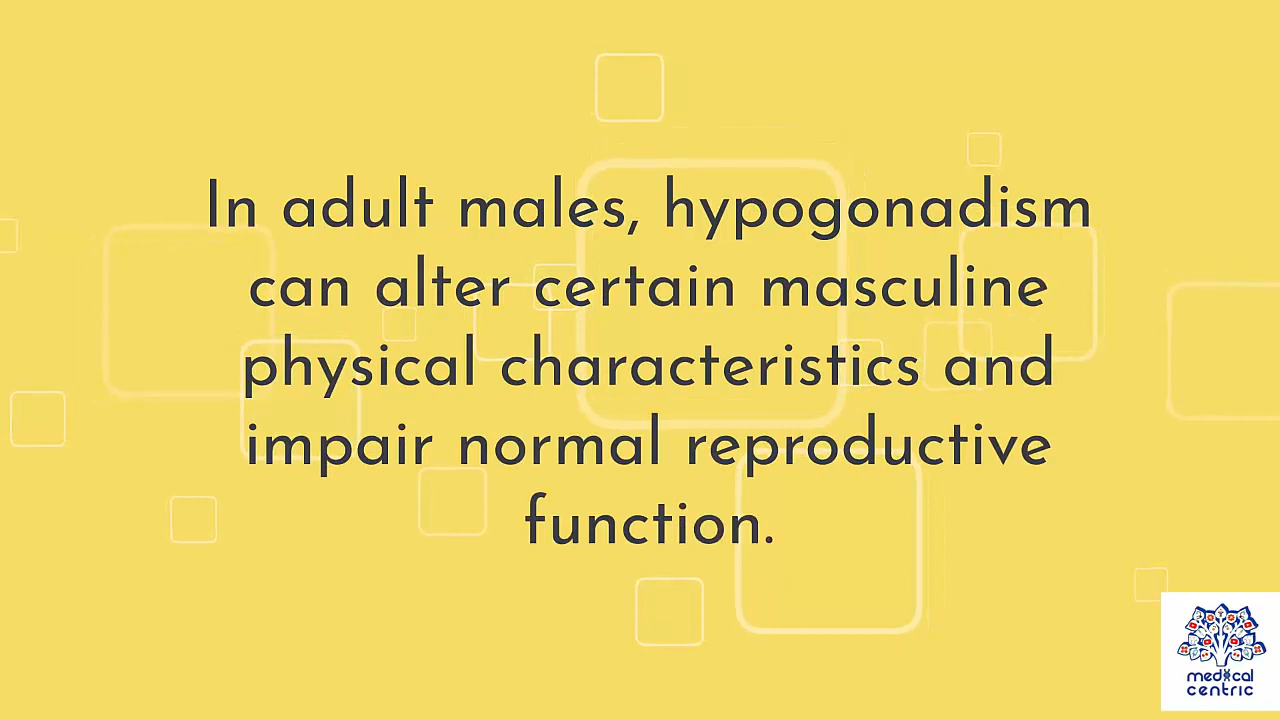 In adult males, hypogonadism
can alter certain masculine
physical characteristics and
impair normal reproductive
function.
medical
centric